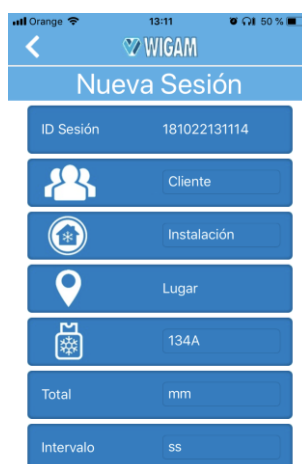 Orange 13:11 50 %
WIGAM
Nueva Sesión
ID Sesión 181022131114
Cliente
Instalación
Lugar
134A
Total mm
Intervalo ss